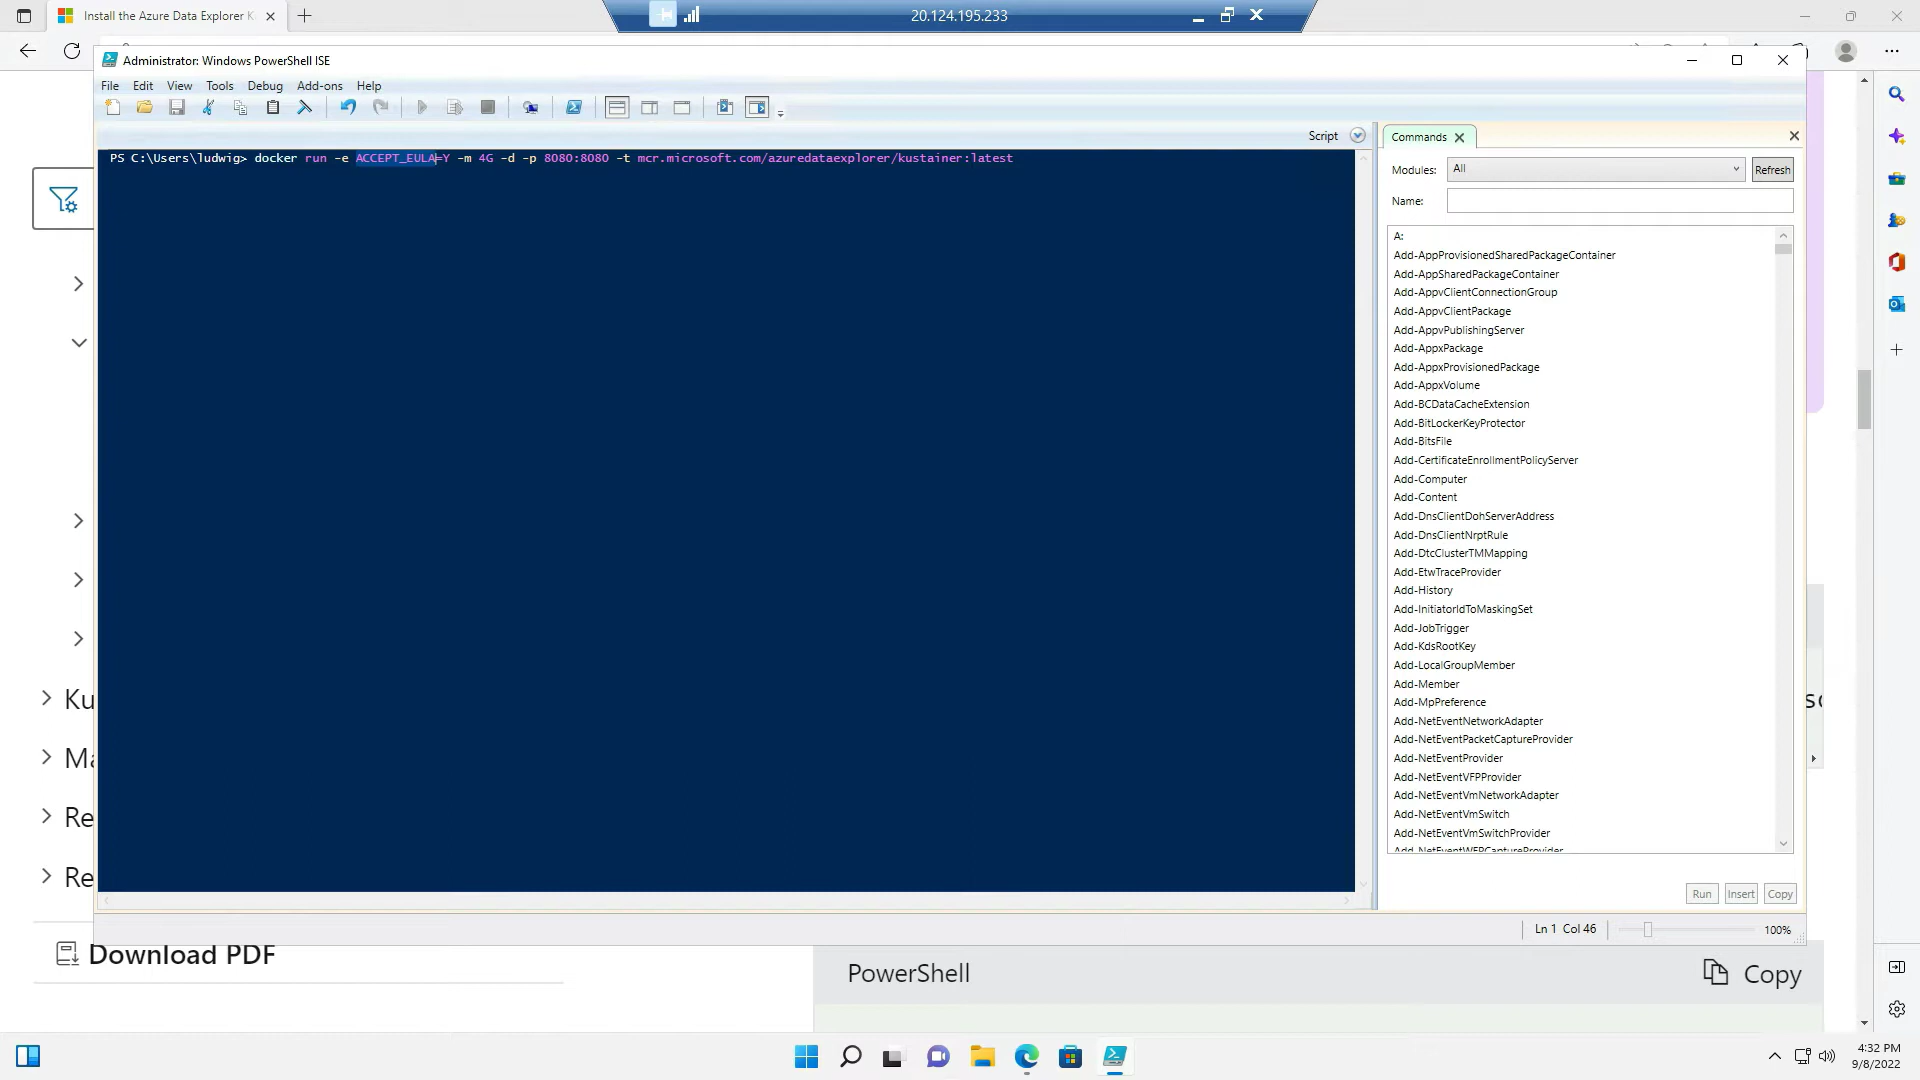 Install the Azure Data Explorer K
20.124.195.233
Administrator: Windows PowerShell ISE
File Edit View Tools Debug Add-ons Help
Script
Commands
PS C:\Users\ludwig> docker run -e ACCEPT_EULA=Y -m 4G -d -p 8080:8080 -t mcr.microsoft.com/azuredataexplorer/kustainer:latest
Modules: All Refresh
Name:
A:
Add-AppProvisionedSharedPackageContainer
Add-AppSharedPackageContainer
Add-AppvClientConnectionGroup
Add-AppvClientPackage
Add-AppvPublishingServer
Add-AppxPackage
Add-AppxProvisionedPackage
Add-AppxVolume
Add-BCDataCacheExtension
Add-BitLockerKeyProtector
Add-BitsFile
Add-CertificateEnrollmentPolicyServer
Add-Computer
Add-Content
Add-DnsClientDohServerAddress
Add-DnsClientNrptRule
Add-DtcClusterTMMapping
Add-EtwTraceProvider
Add-History
Add-InitiatorIdToMaskingSet
Add-JobTrigger
Add-KdsRootKey
Add-LocalGroupMember
Add-Member
Add-MpPreference
Add-NetEventNetworkAdapter
Add-NetEventPacketCaptureProvider
Add-NetEventProvider
Add-NetEventVFPProvider
Add-NetEventVmNetworkAdapter
Add-NetEventVmSwitch
Add-NetEventVmSwitchProvider
Add-NetEventWFPCaptureProvider
Run Insert Copy
Ln 1 Col 46 100%
Ku
Ma
Re
Re
Download PDF
PowerShell
Copy
4:32 PM
9/8/2022